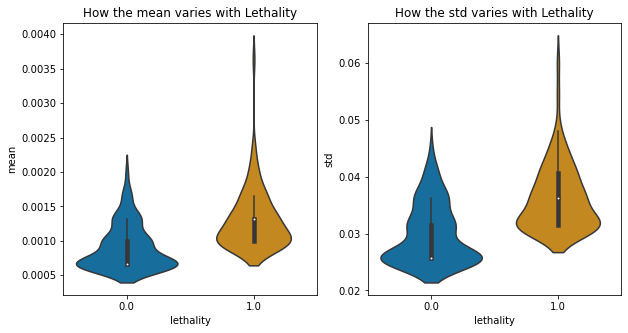 How the mean varies with Lethality
0.0040
0.0035
0.0030
0.0025
0.0020
0.0015
0.0010
0.0005
mean
0.0
1.0
lethality
How the std varies with Lethality
0.06
0.05
0.04
0.03
0.02
std
0.0
1.0
lethality